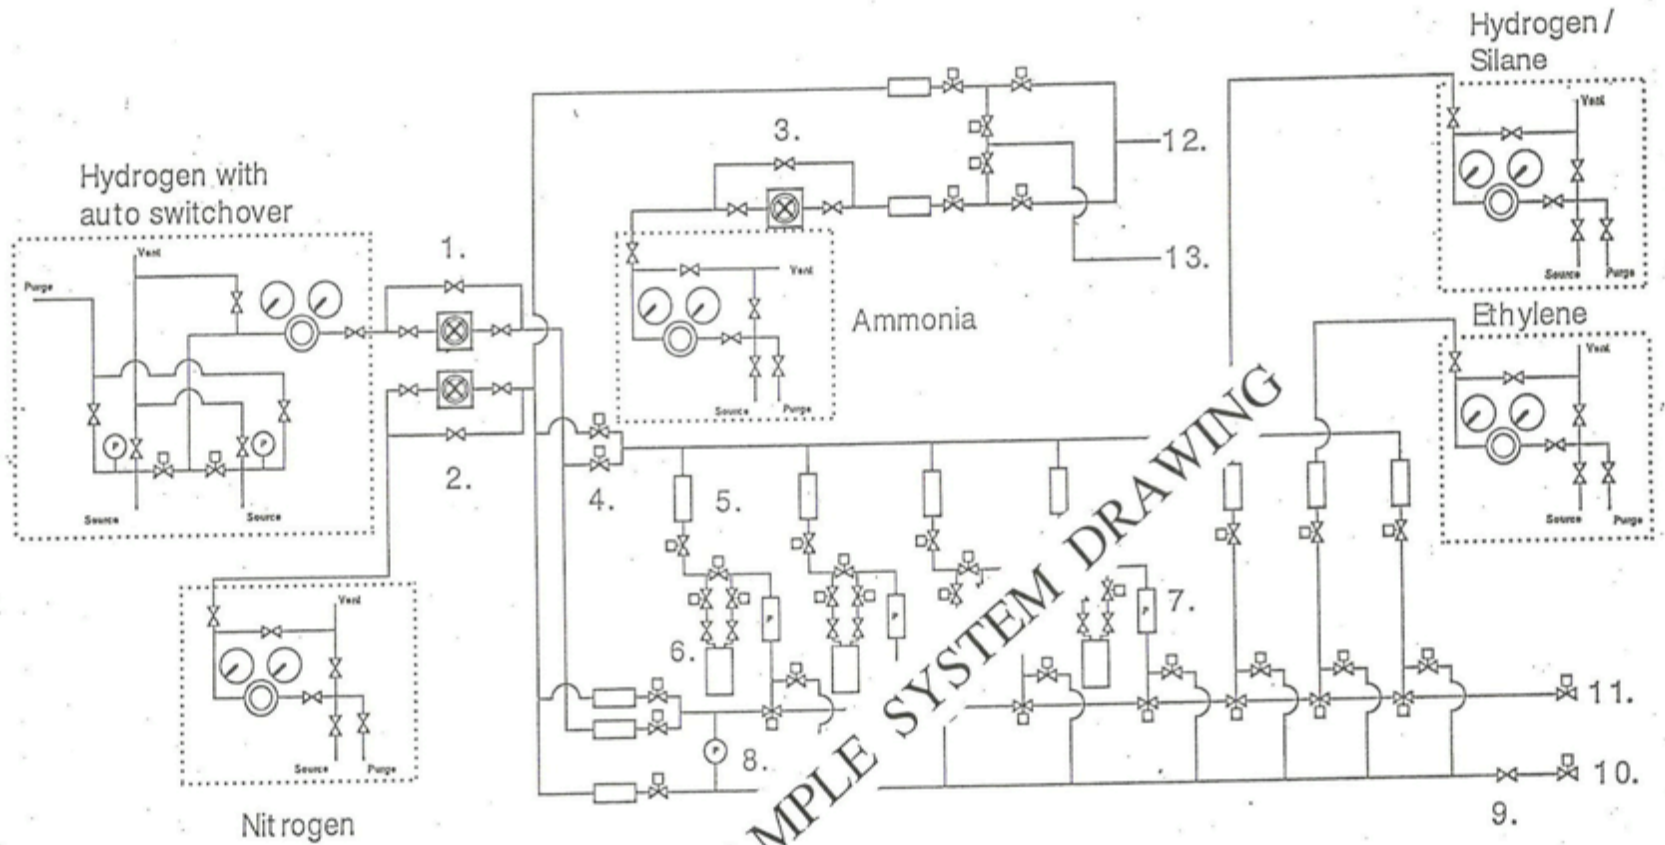 Hydrogen /
Silane
Vent
Source
Purge
3.
12.
13.
Hydrogen with
auto switchover
Vent
Purge
Source
Source
1.
2.
Vent
Source
Purge
Ammonia
Ethylene
Vent
Source
Purge
4.
5.
6.
7.
P
P
P
P
P
8.
P
Vent
Source
Purge
Nitrogen
MPLE SYSTEM DRAWING
11.
10.
9.